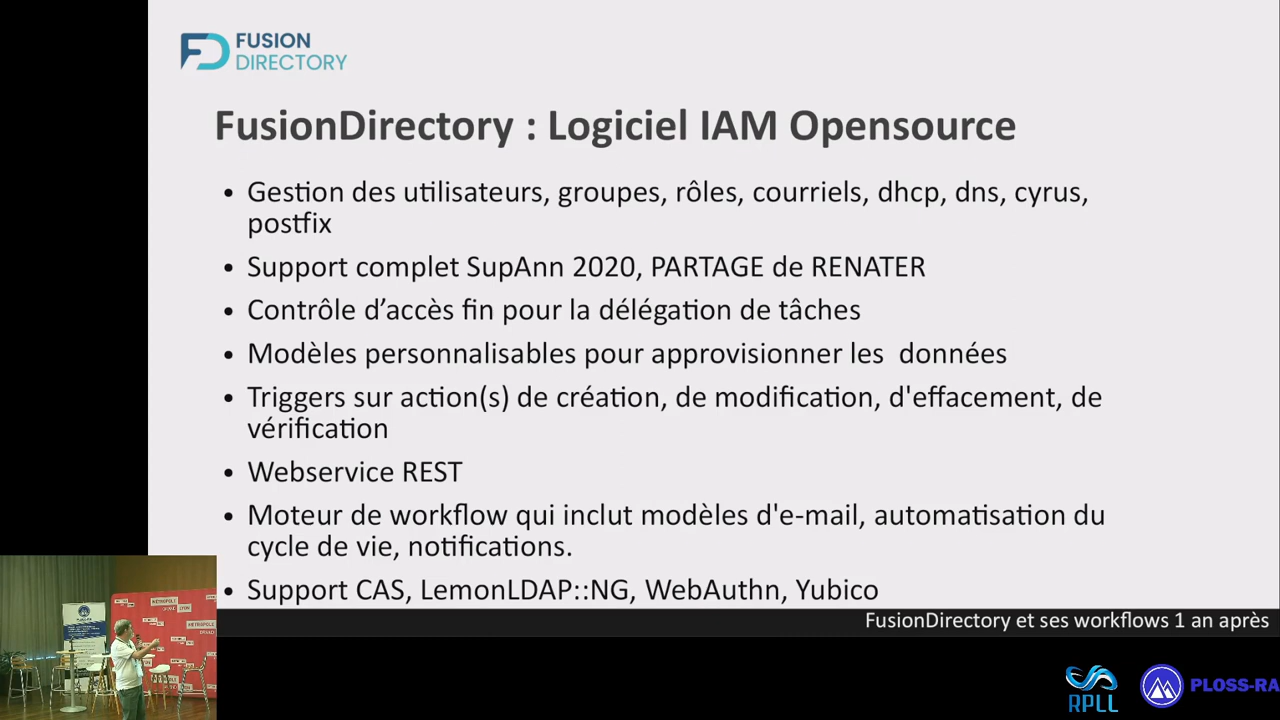 FUSION
DIRECTORY
FusionDirectory : Logiciel IAM Opensource
• Gestion des utilisateurs, groupes, rôles, courriels, dhcp, dns, cyrus,
postfix
• Support complet SupAnn 2020, PARTAGE de RENATER
• Contrôle d’accès fin pour la délégation de tâches
• Modèles personnalisables pour approvisionner les données
• Triggers sur action(s) de création, de modification, d'effacement, de
vérification
• Webservice REST
• Moteur de workflow qui inclut modèles d'e-mail, automatisation du
cycle de vie, notifications.
• Support CAS, LemonLDAP::NG, WebAuthn, Yubico
FusionDirectory et ses workflows 1 an après
RPLL
PLOSS-RA